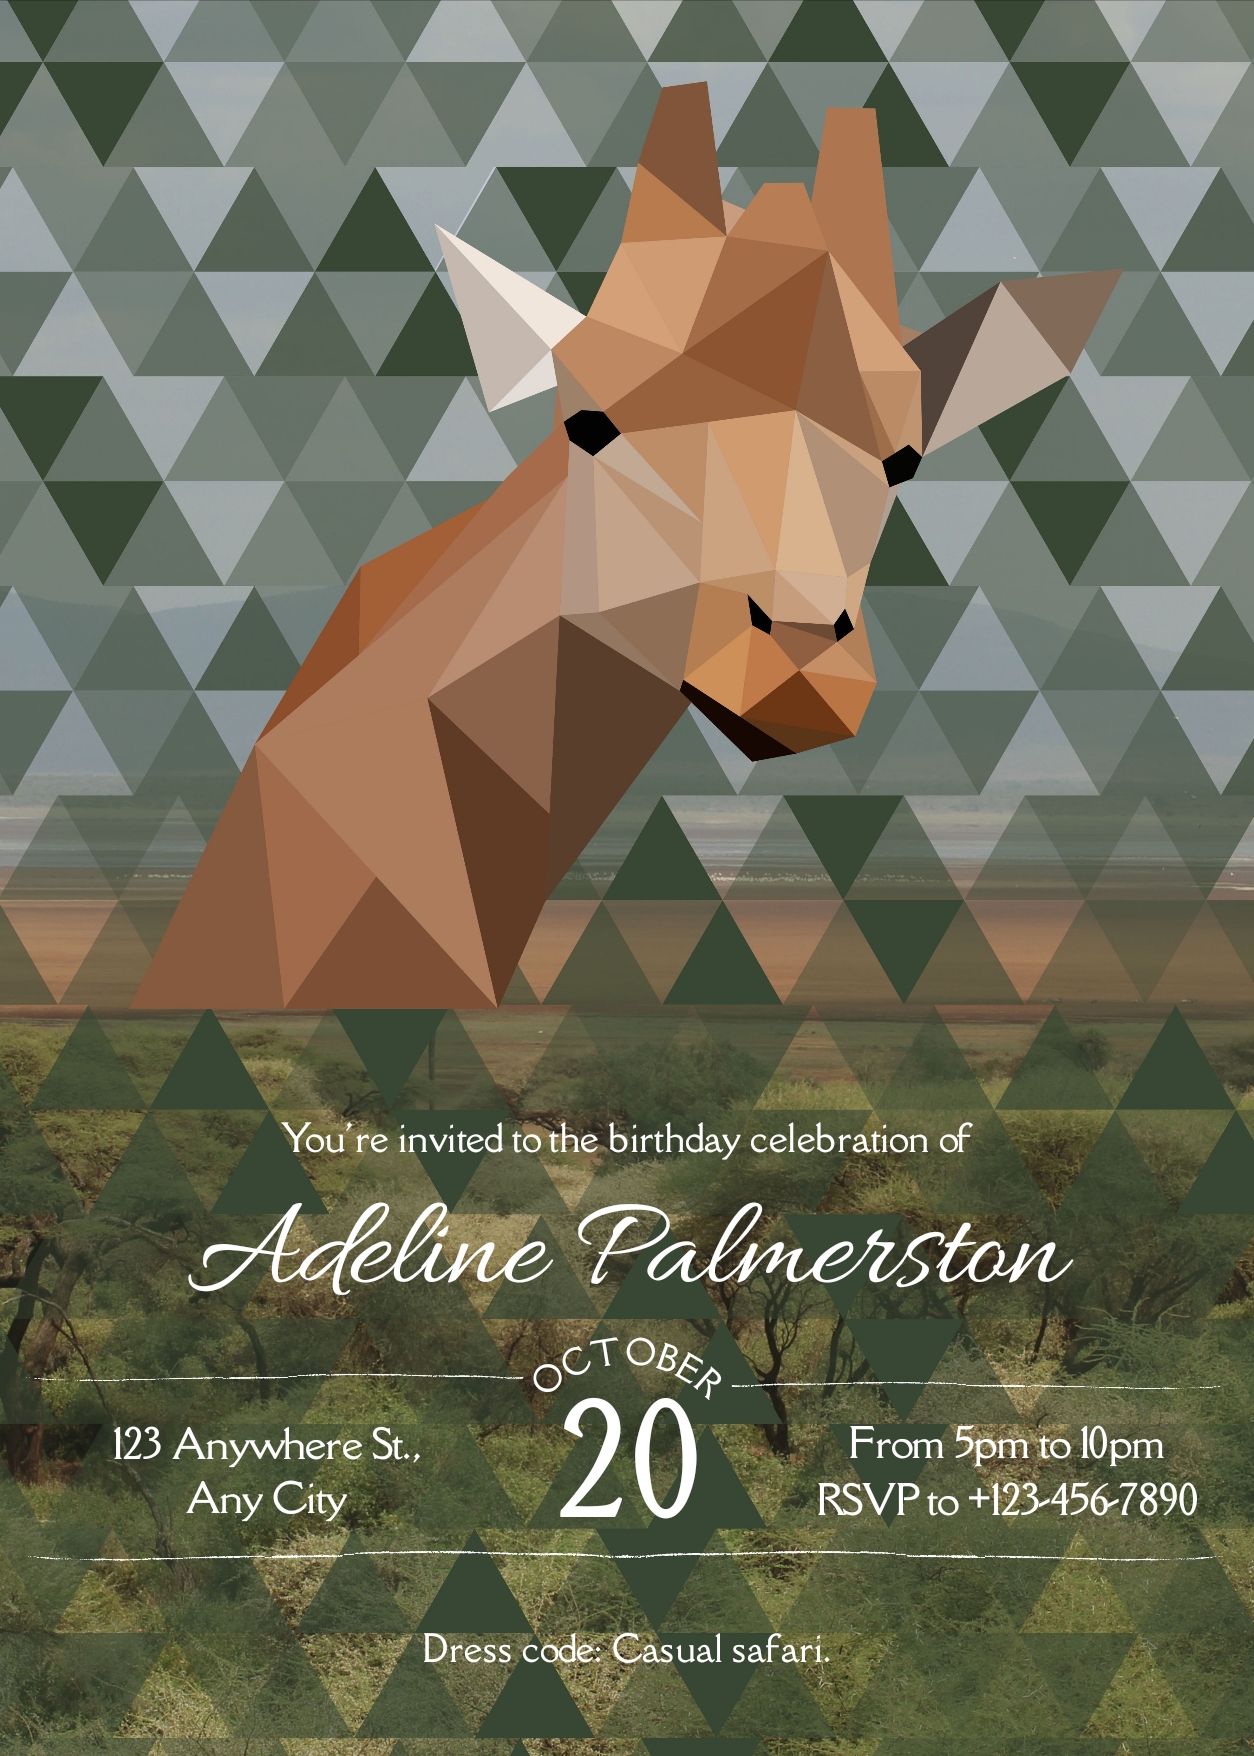 You're invited to the birthday celebration of
Adeline Palmerston
OCTOBER
20
123 Anywhere St.,
Any City
From 5pm to 10pm
RSVP to +123-456-7890
Dress code: Casual safari.